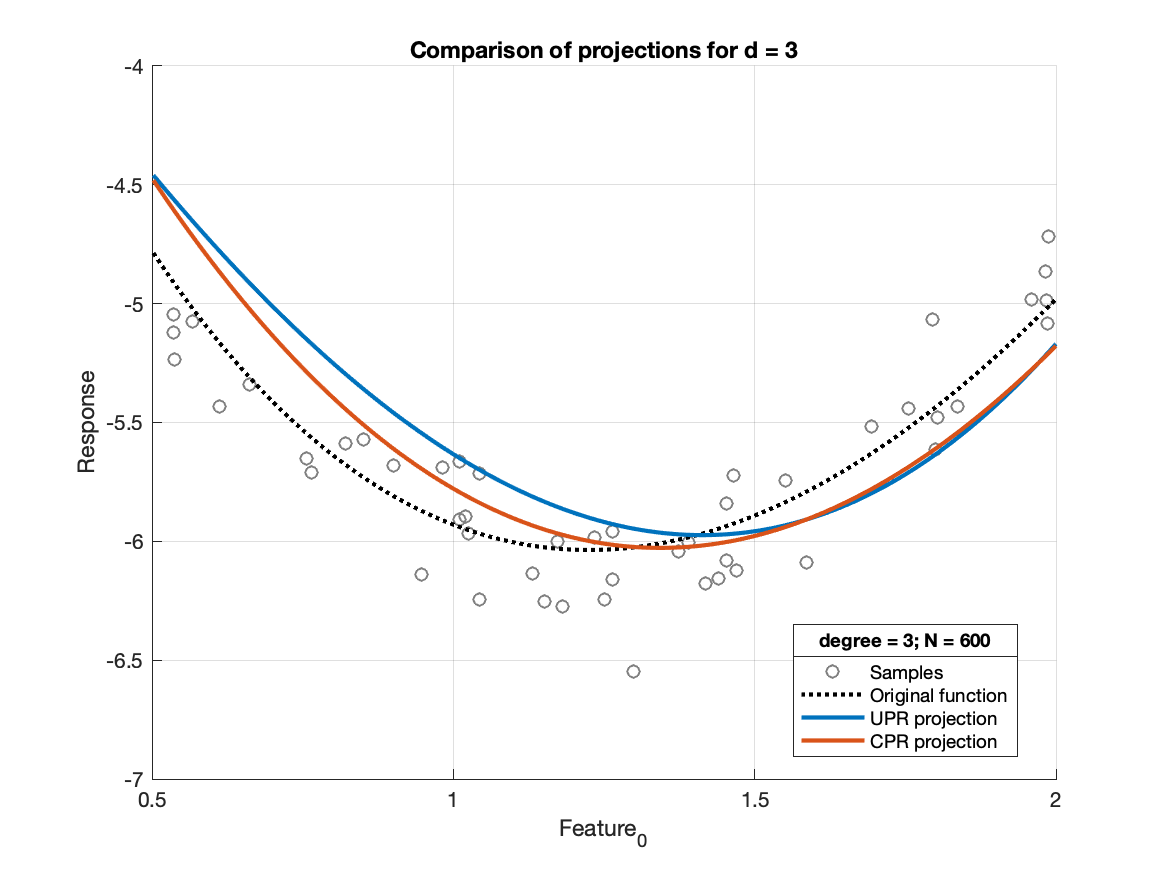 Comparison of projections for d = 3
-4
-4.5
-5
-5.5
-6
-6.5
-7
Response
0.5
1
1.5
2
Feature₀
degree = 3; N = 600
Samples
Original function
UPR projection
CPR projection